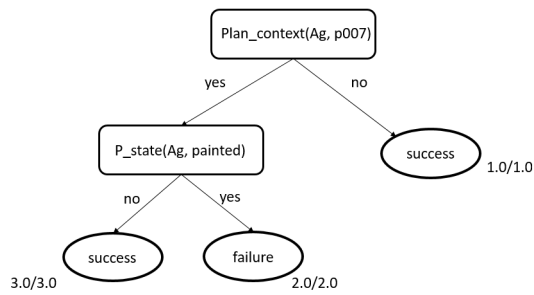 Plan_context(Ag, p007)
yes
no
P_state(Ag, painted)
success
1.0/1.0
no
yes
success
failure
3.0/3.0
2.0/2.0